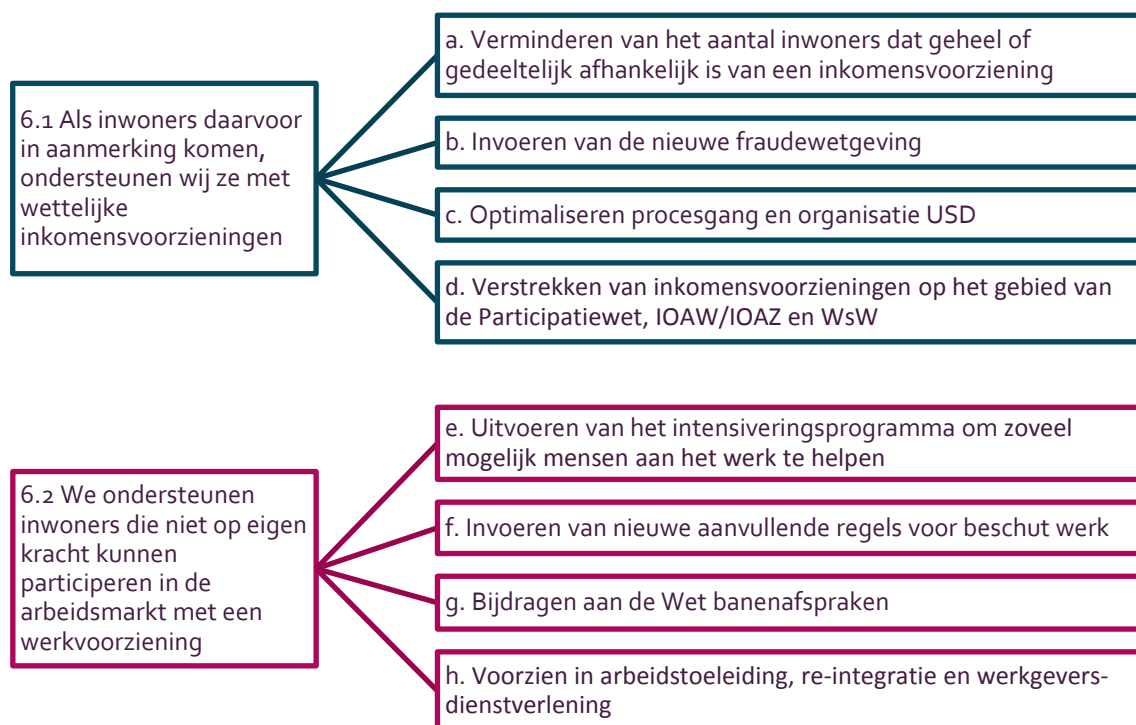 6.1 Als inwoners daarvoor
in aanmerking komen,
ondersteunen wij ze met
wettelijke
inkomensvoorzieningen
a. Verminderen van het aantal inwoners dat geheel of
gedeeltelijk afhankelijk is van een inkomensvoorziening
b. Invoeren van de nieuwe fraudewetgeving
c. Optimaliseren procesgang en organisatie USD
d. Verstrekken van inkomensvoorzieningen op het gebied van
de Participatiewet, IOAW/IOAZ en WsW
6.2 We ondersteunen
inwoners die niet op eigen
kracht kunnen
participeren in de
arbeidsmarkt met een
werkvoorziening
e. Uitvoeren van het intensiveringsprogramma om zoveel
mogelijk mensen aan het werk te helpen
f. Invoeren van nieuwe aanvullende regels voor beschut werk
g. Bijdragen aan de Wet banenafspraken
h. Voorzien in arbeidstoeleiding, re-integratie en werkgevers-
dienstverlening